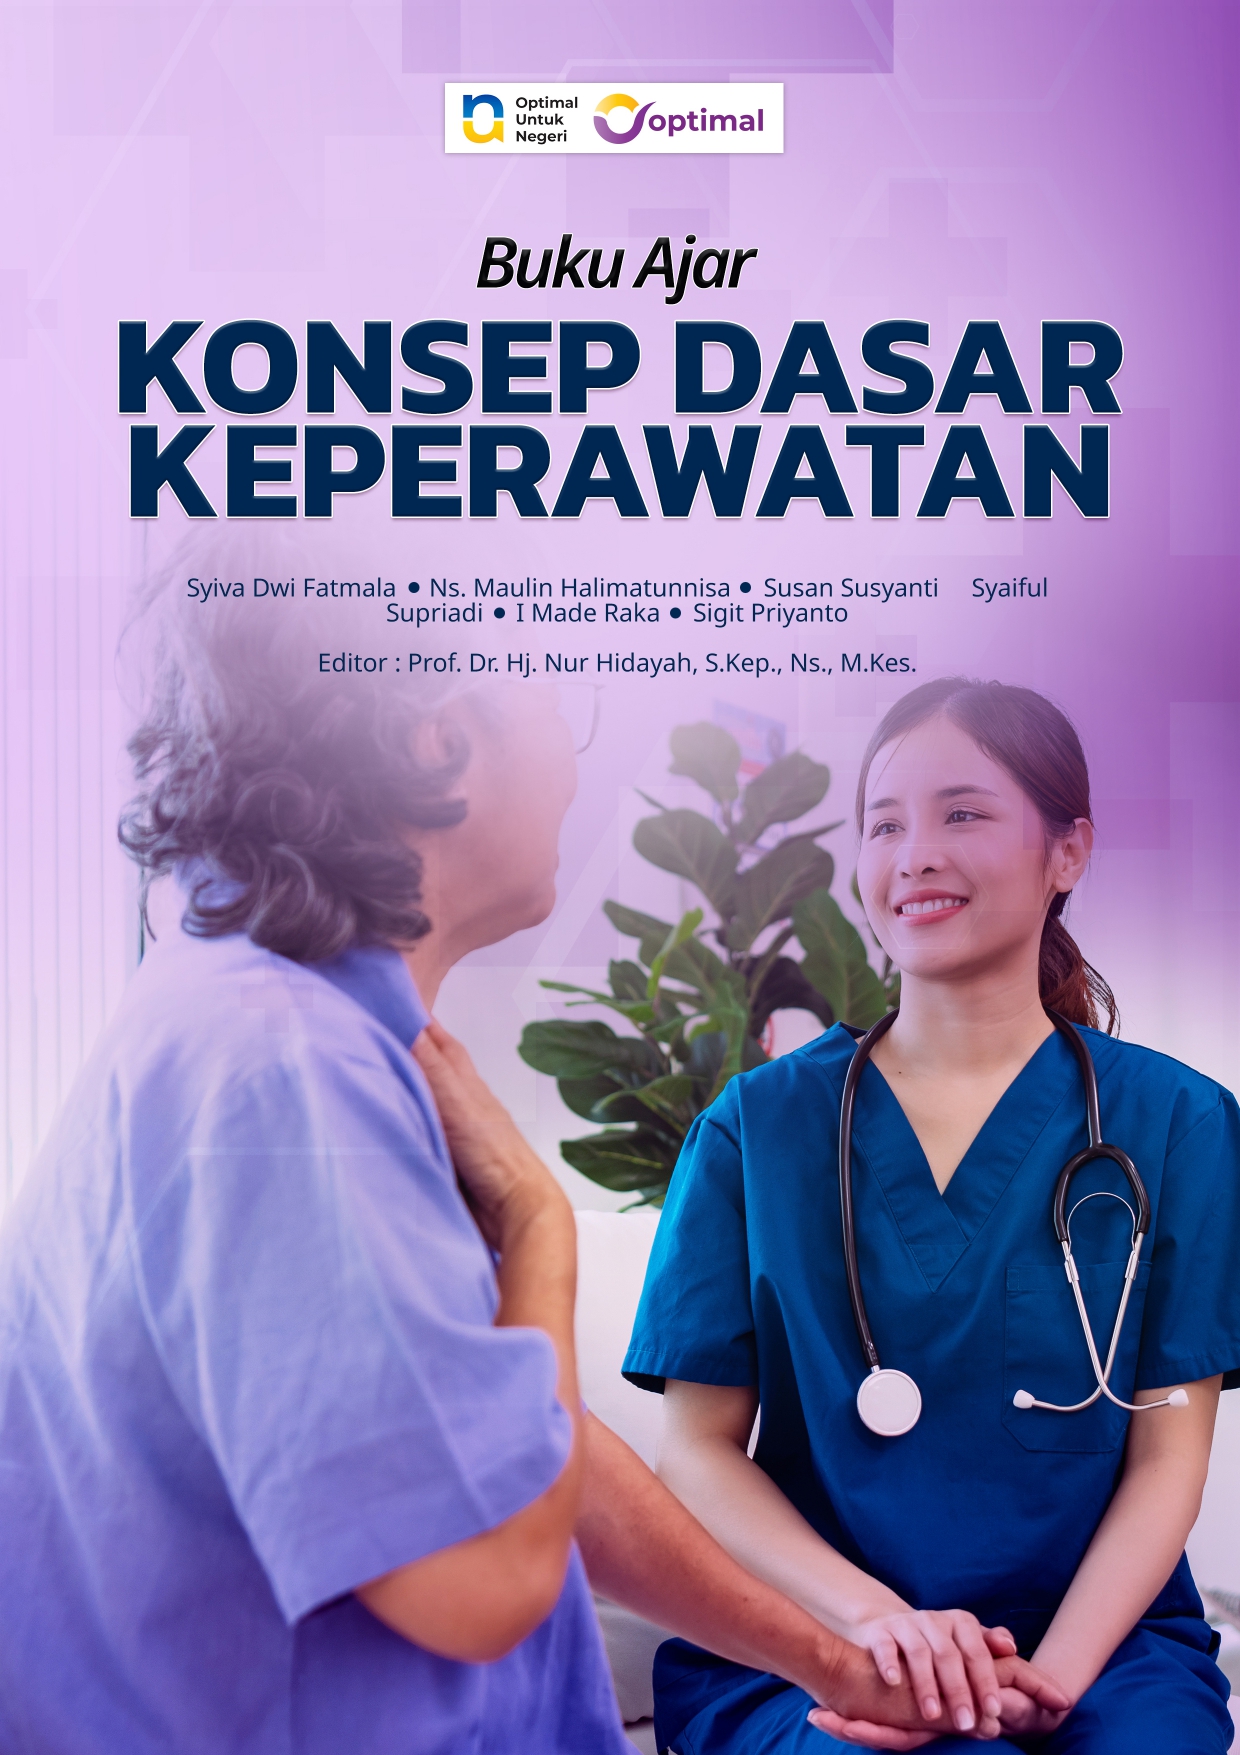 Optimal
Untuk
Negeri
optimal
Buku Ajar
KONSEP DASAR
KEPERAWATAN
Syiva Dwi Fatmala • Ns. Maulin Halimatunnisa • Susan Susyanti Syaiful
Supriadi • I Made Raka • Sigit Priyanto
Editor : Prof. Dr. Hj. Nur Hidayah, S.Kep., Ns., M.Kes.